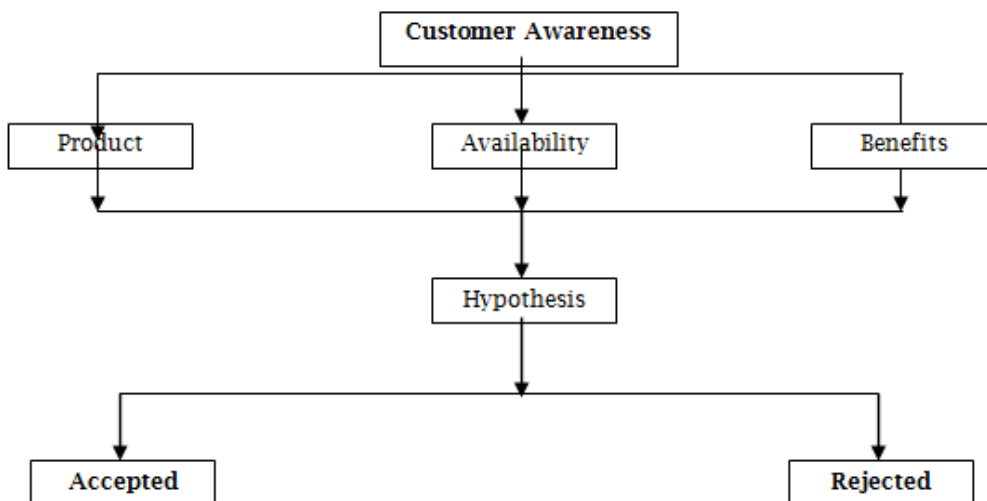 Customer Awareness
Product
Availability
Benefits
Hypothesis
Accepted
Rejected